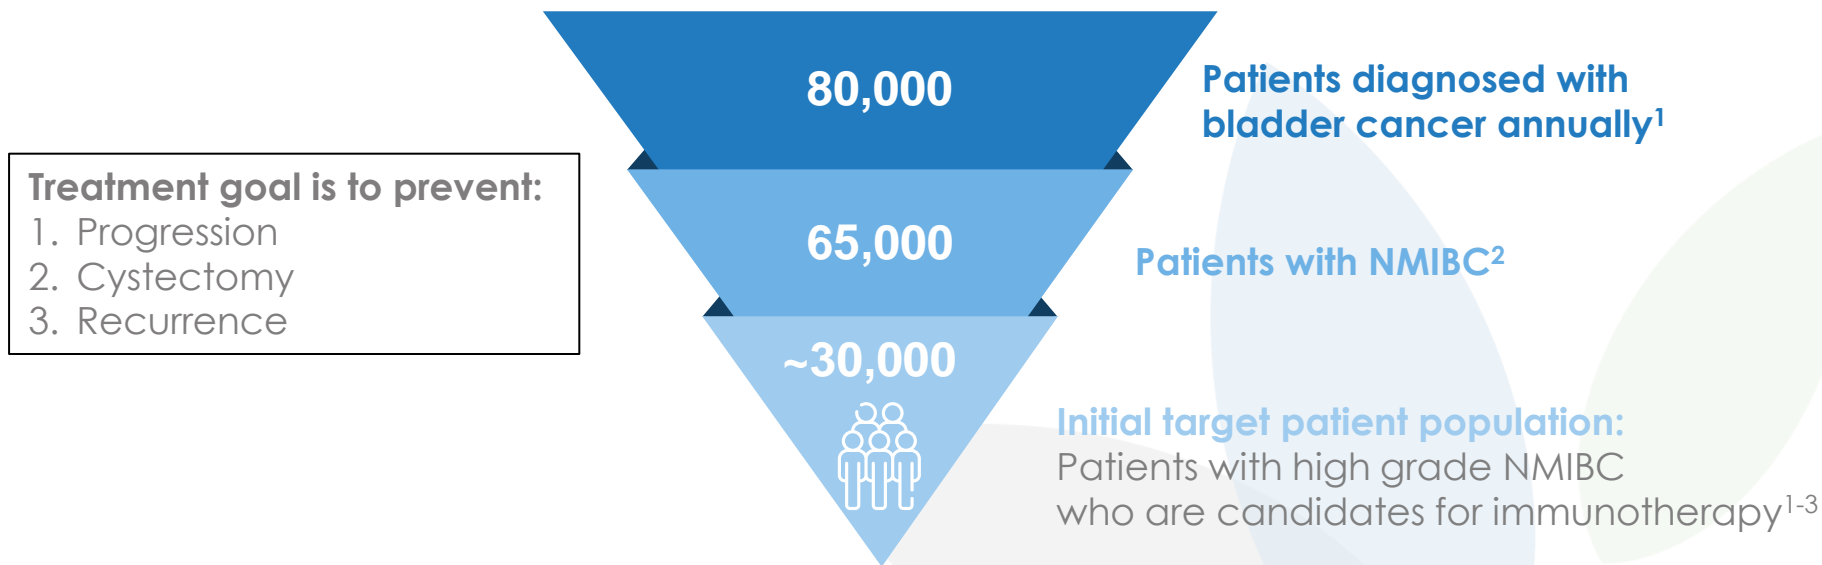 Treatment goal is to prevent:
1. Progression
2. Cystectomy
3. Recurrence
80,000
Patients diagnosed with
bladder cancer annually¹
65,000
Patients with NMIBC²
~30,000
Initial target patient population:
Patients with high grade NMIBC
who are candidates for immunotherapy¹⁻³